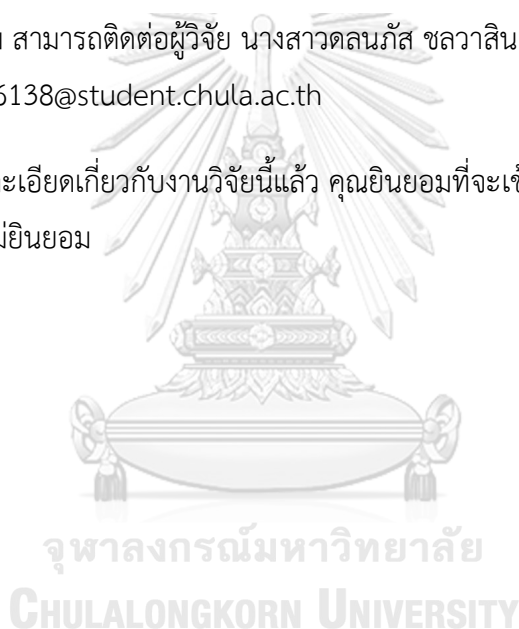 สามารถติดต่อผู้วิจัย นางสาวดลนภัส ชลวาสิน
6138@student.chula.ac.th
ละเอียดเกี่ยวกับงานวิจัยนี้แล้ว คุณยินยอมที่จะเข้
ม่ยินยอม
จุฬาลงกรณ์มหาวิทยาลัย
CHULALONGKORN UNIVERSITY